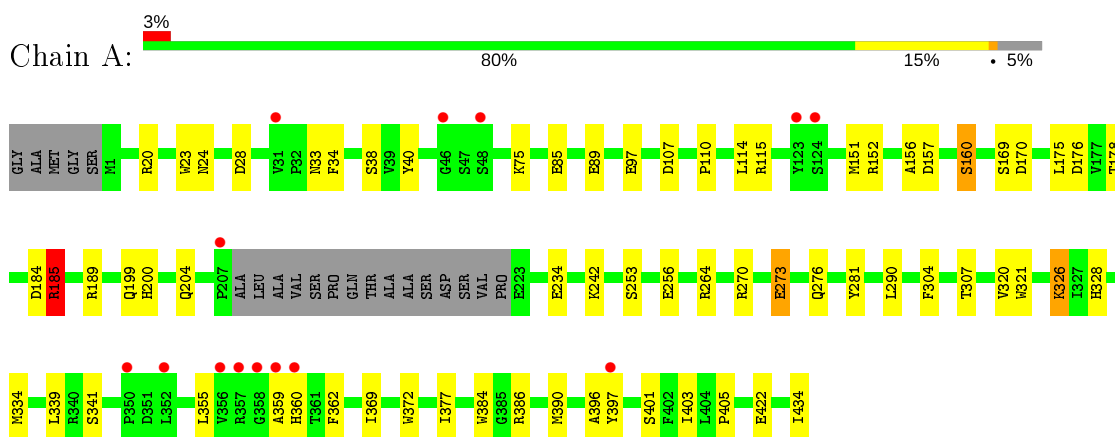 3%
Chain A:
80% 15% • 5%
GLY ALA MET GLY SER M1 R20 W23 N24 D28 V31 P32 N33 F34 S38 V39 Y40 G46 S47 S48 K75 E85 E89 E97 D107 P110 L114 R115 Y123 S124 M151 R152 A156 D157 S160 S169 D170 L175 D176 V177 T178
D184 R185 R189 Q199 H200 Q204 P207 ALA LEU ALA VAL SER PRO GLN THR ALA ALA SER ASP SER VAL PRO E223 E234 K242 S253 E256 R264 R270 E273 Q276 Y281 L290 F304 T307 V320 W321 K326 I327 H328
M334 L339 R340 S341 P350 D351 L352 L355 V356 R357 G358 A359 H360 T361 F362 I369 W372 I377 W384 G385 R386 M390 A396 Y397 S401 F402 I403 L404 P405 E422 I434